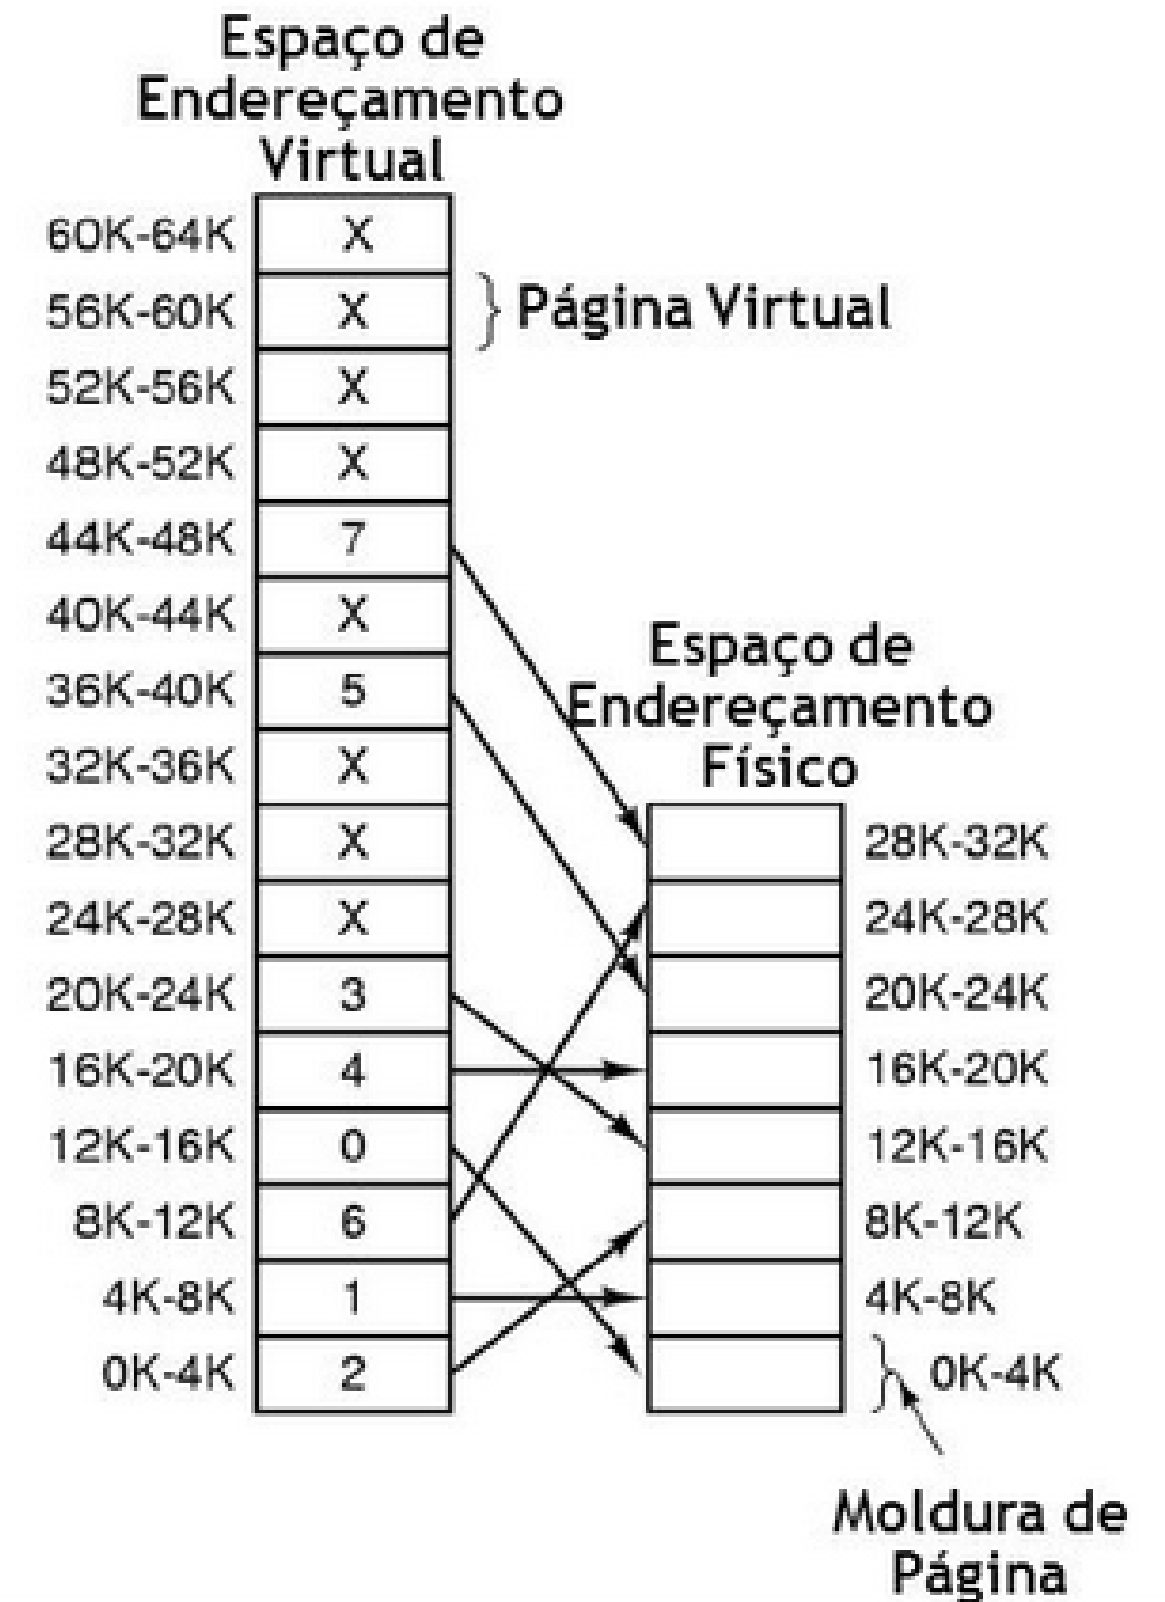 Espaço de
Endereçamento
Virtual
60K-64K X
56K-60K X Página Virtual
52K-56K X
48K-52K X
44K-48K 7
40K-44K X
36K-40K 5
32K-36K X
28K-32K X
24K-28K X
20K-24K 3
16K-20K 4
12K-16K 0
8K-12K 6
4K-8K 1
0K-4K 2
Espaço de
Endereçamento
Físico
28K-32K
24K-28K
20K-24K
16K-20K
12K-16K
8K-12K
4K-8K
0K-4K
Moldura de
Página